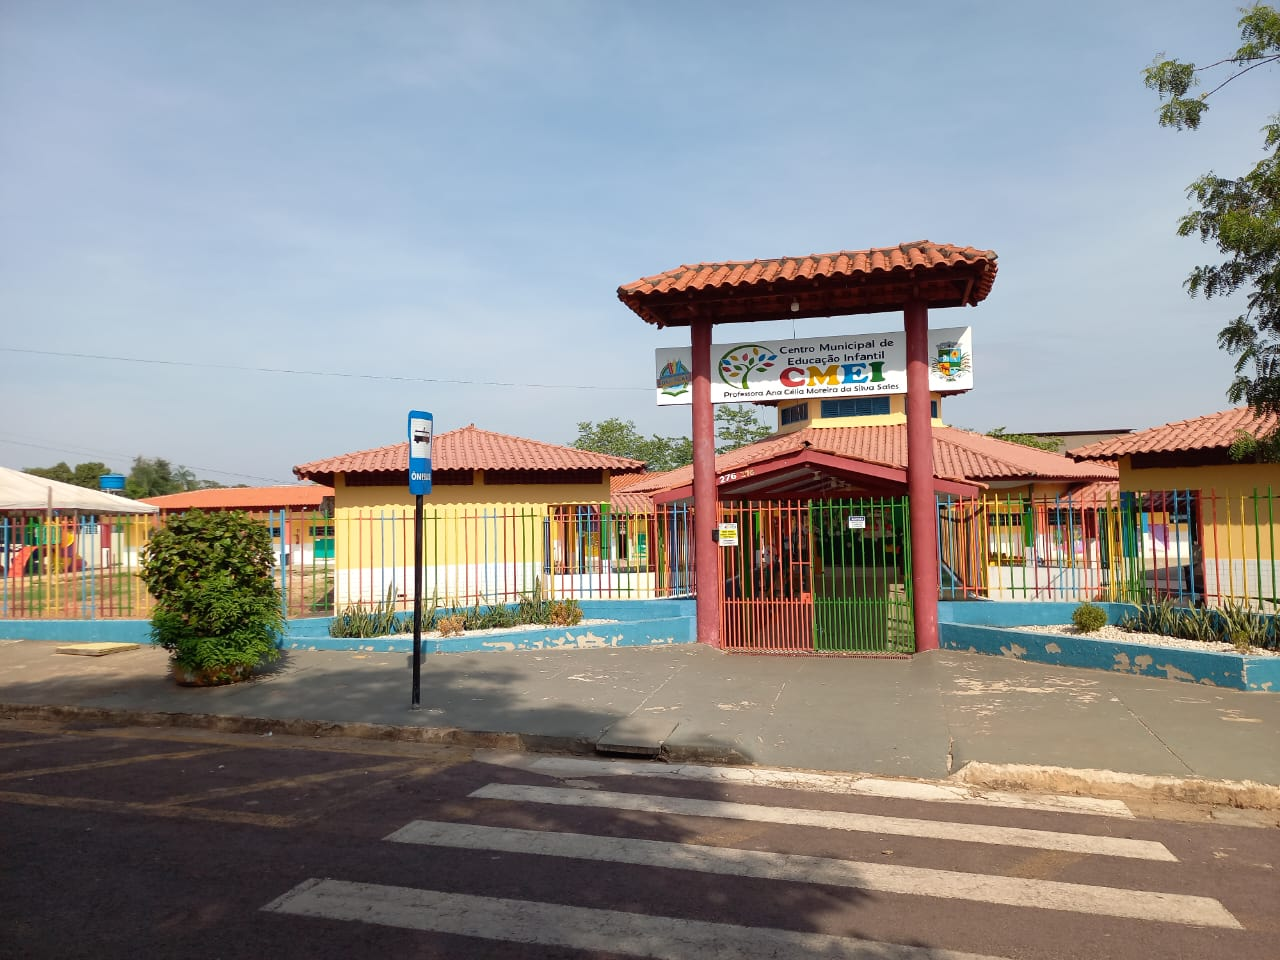 Centro Municipal de
Educação Infantil
CMEI
Professora Ana Célia Moreira da Silva Sales
ÔNIBUS
276